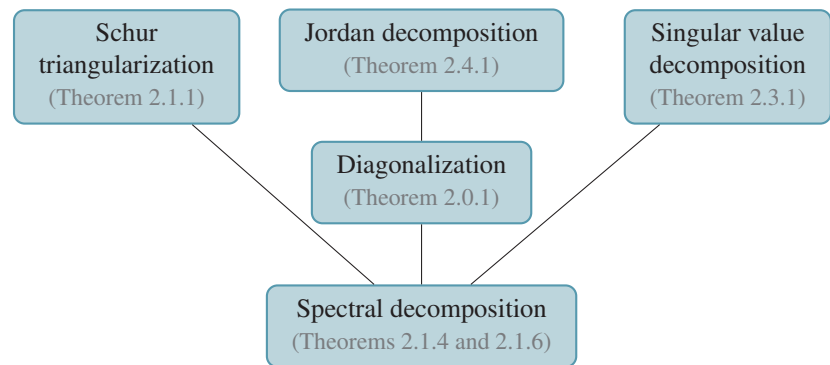 Schur
triangularization
(Theorem 2.1.1)
Jordan decomposition
(Theorem 2.4.1)
Singular value
decomposition
(Theorem 2.3.1)
Diagonalization
(Theorem 2.0.1)
Spectral decomposition
(Theorems 2.1.4 and 2.1.6)